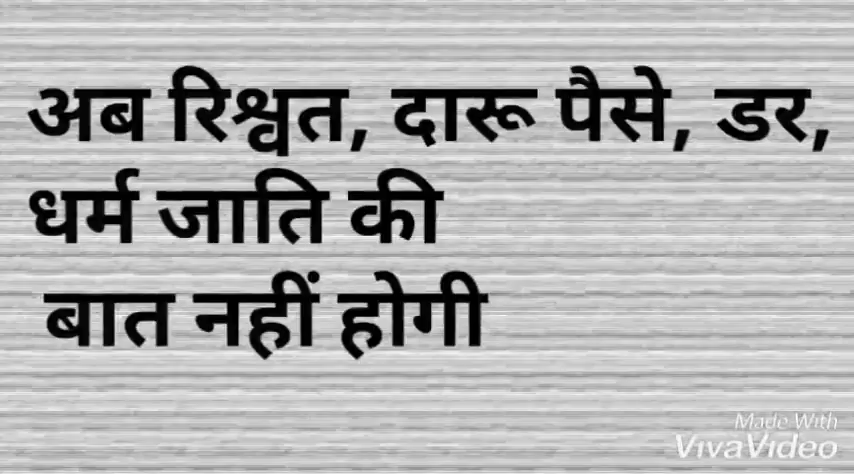 अब रिश्वत, दारू पैसे, डर,
धर्म जाति की
बात नहीं होगी
Made With
VivaVideo